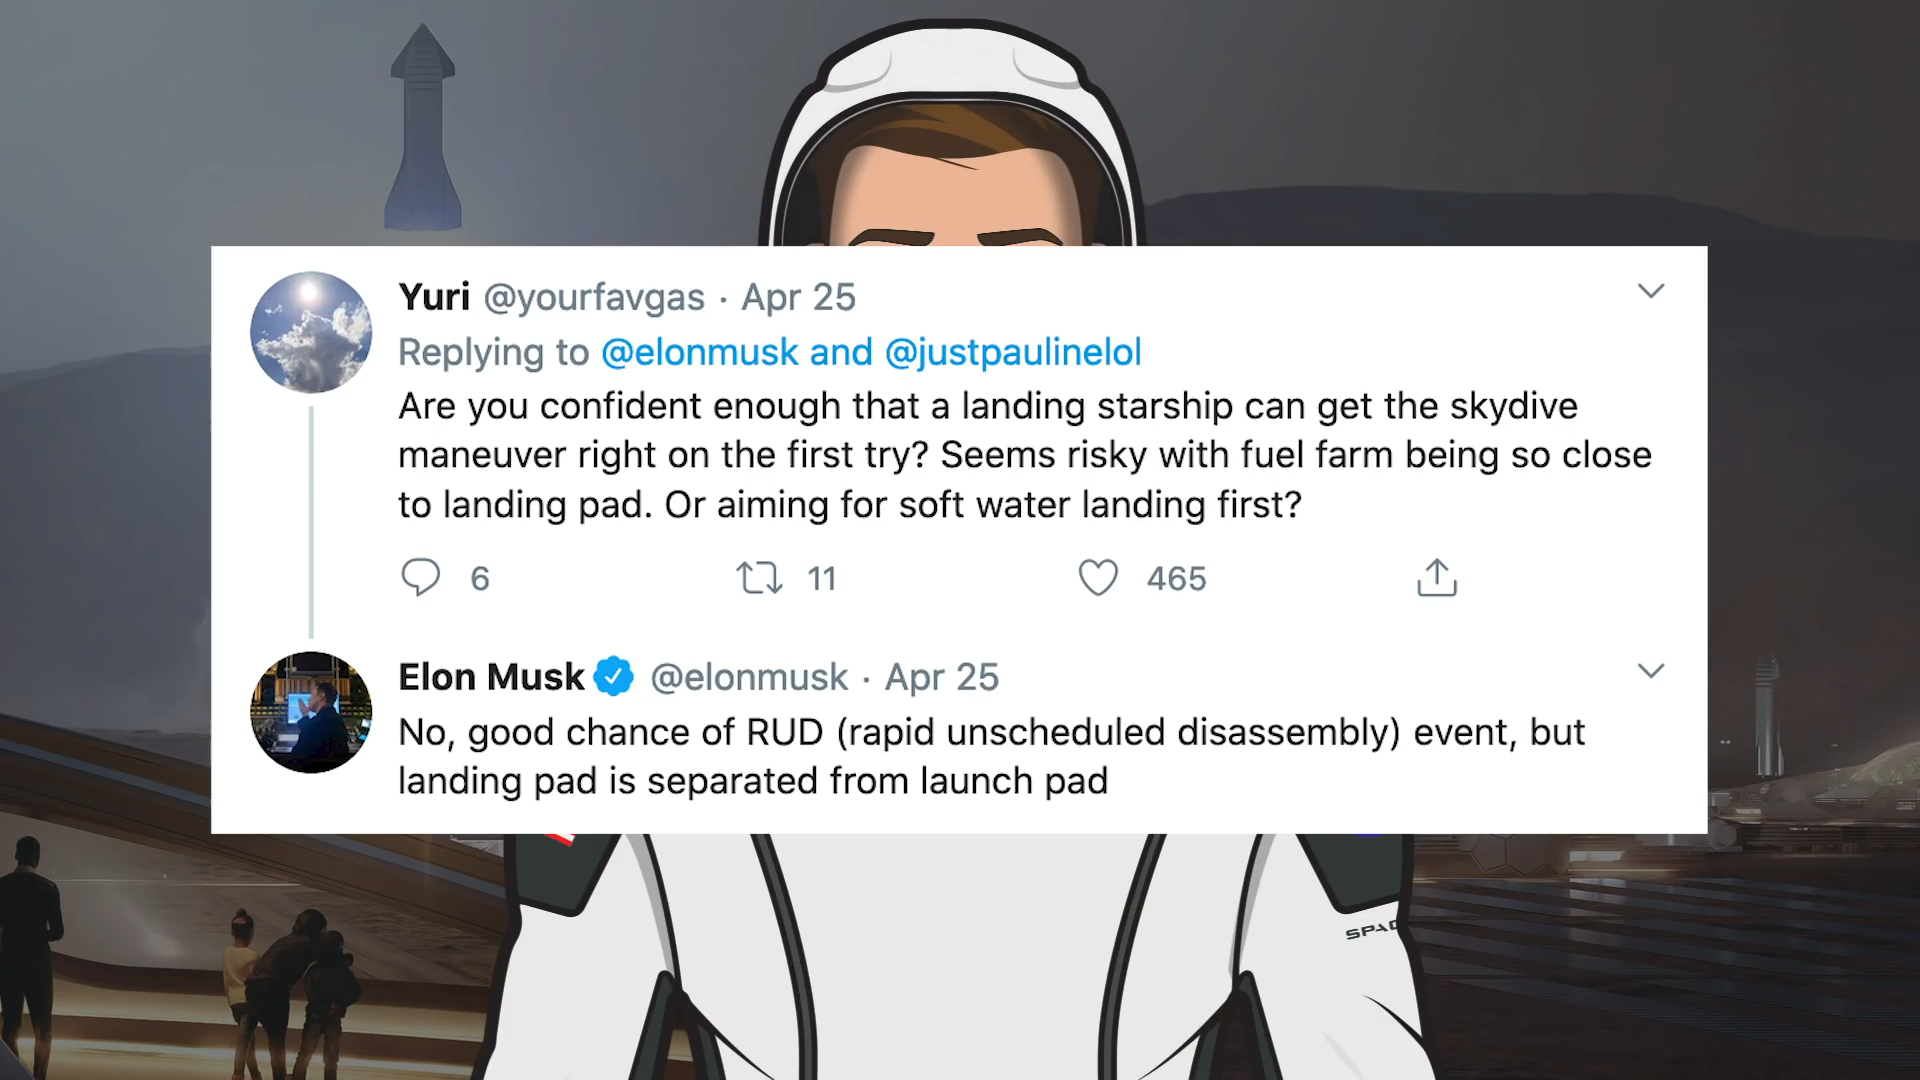 Yuri @yourfavgas · Apr 25
Replying to @elonmusk and @justpaulinelol
Are you confident enough that a landing starship can get the skydive
maneuver right on the first try? Seems risky with fuel farm being so close
to landing pad. Or aiming for soft water landing first?
6 11 465
Elon Musk @elonmusk · Apr 25
No, good chance of RUD (rapid unscheduled disassembly) event, but
landing pad is separated from launch pad
SPAC